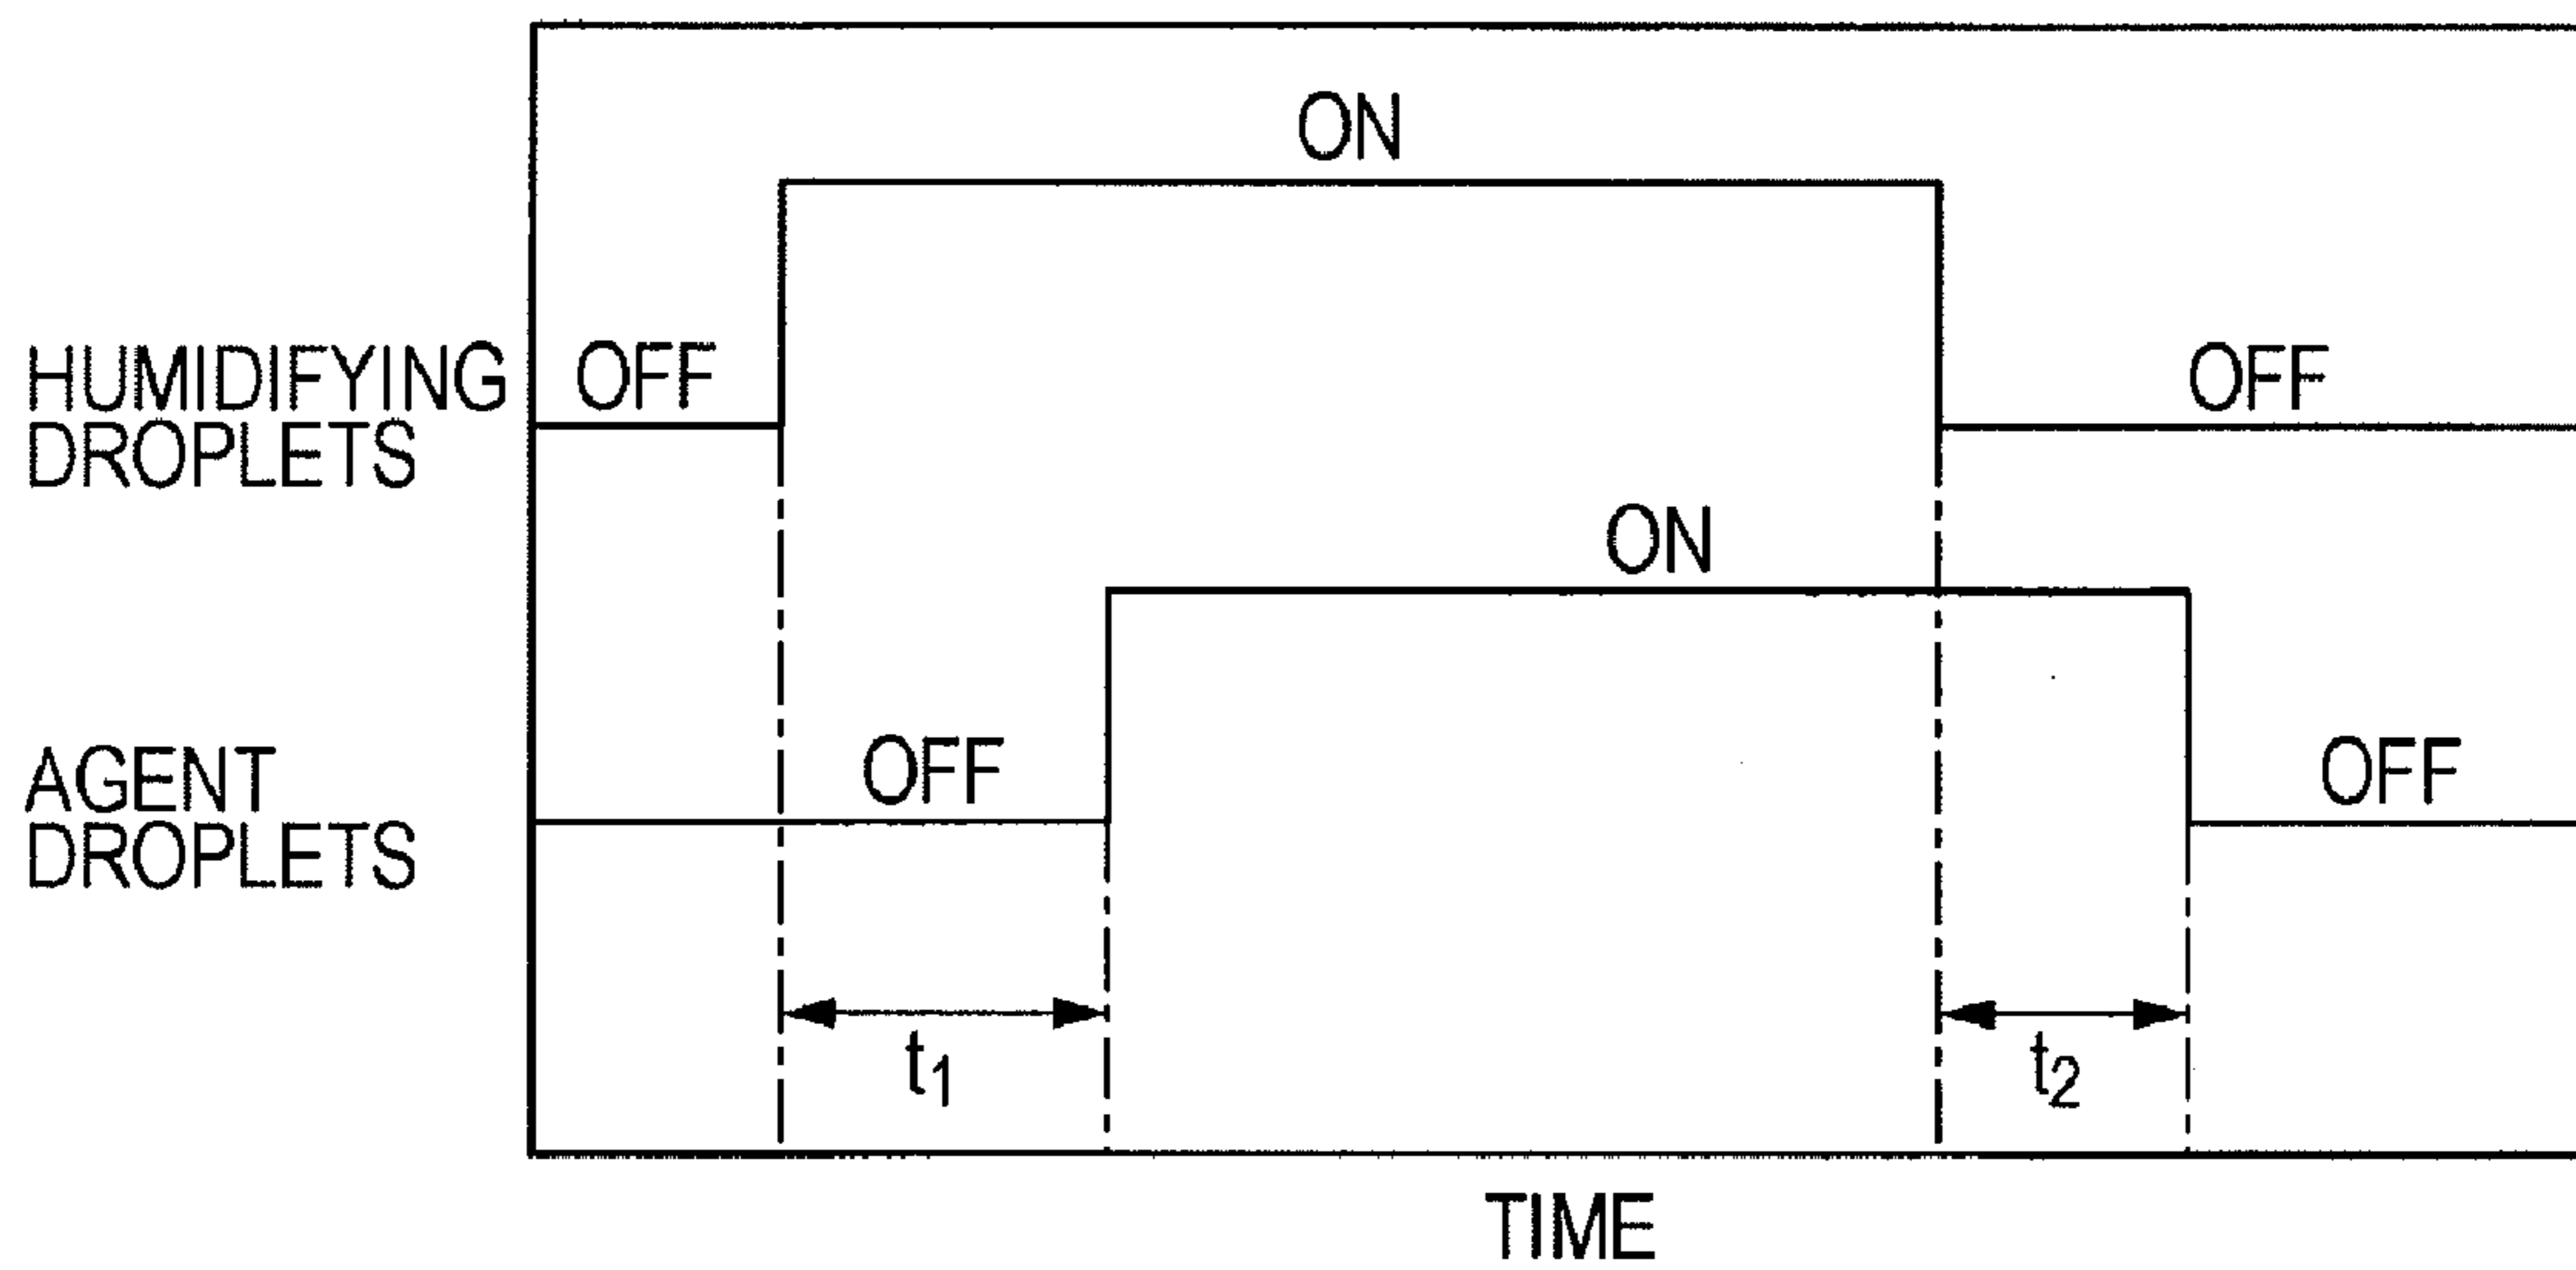 ON
HUMIDIFYING
DROPLETS
OFF
OFF
ON
AGENT
DROPLETS
OFF
OFF
t1
t2
TIME